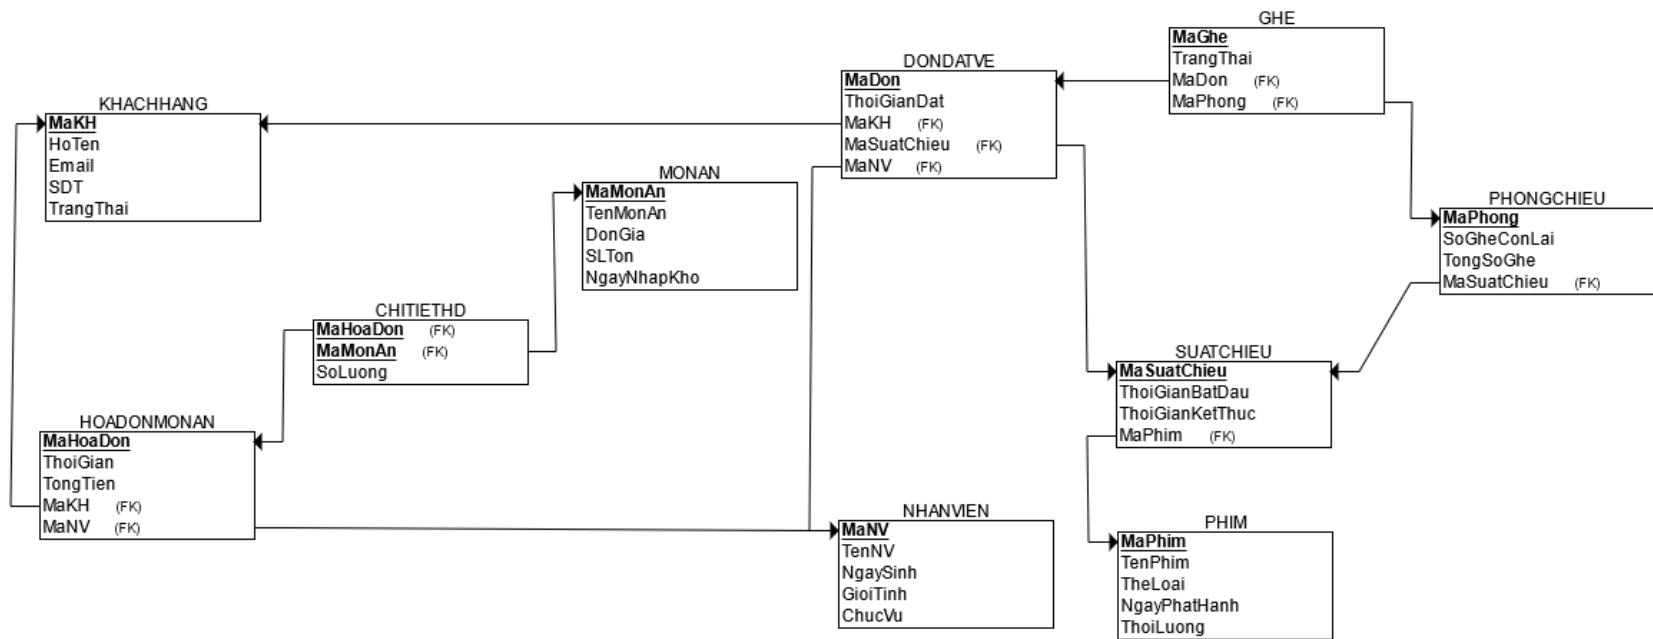 GHE
MaGhe
TrangThai
MaDon (FK)
MaPhong (FK)
DONDATVE
MaDon
ThoiGianDat
MaKH (FK)
MaSuatChieu (FK)
MaNV (FK)
KHACHHANG
MaKH
HoTen
Email
SDT
TrangThai
MONAN
MaMonAn
TenMonAn
DonGia
SLTon
NgayNhapKho
PHONGCHIEU
MaPhong
SoGheConLai
TongSoGhe
MaSuatChieu (FK)
CHITIETHD
MaHoaDon (FK)
MaMonAn (FK)
SoLuong
SUATCHIEU
MaSuatChieu
ThoiGianBatDau
ThoiGianKetThuc
MaPhim (FK)
HOADONMONAN
MaHoaDon
ThoiGian
TongTien
MaKH (FK)
MaNV (FK)
NHANVIEN
MaNV
TenNV
NgaySinh
GioiTinh
ChucVu
PHIM
MaPhim
TenPhim
TheLoai
NgayPhatHanh
ThoiLuong